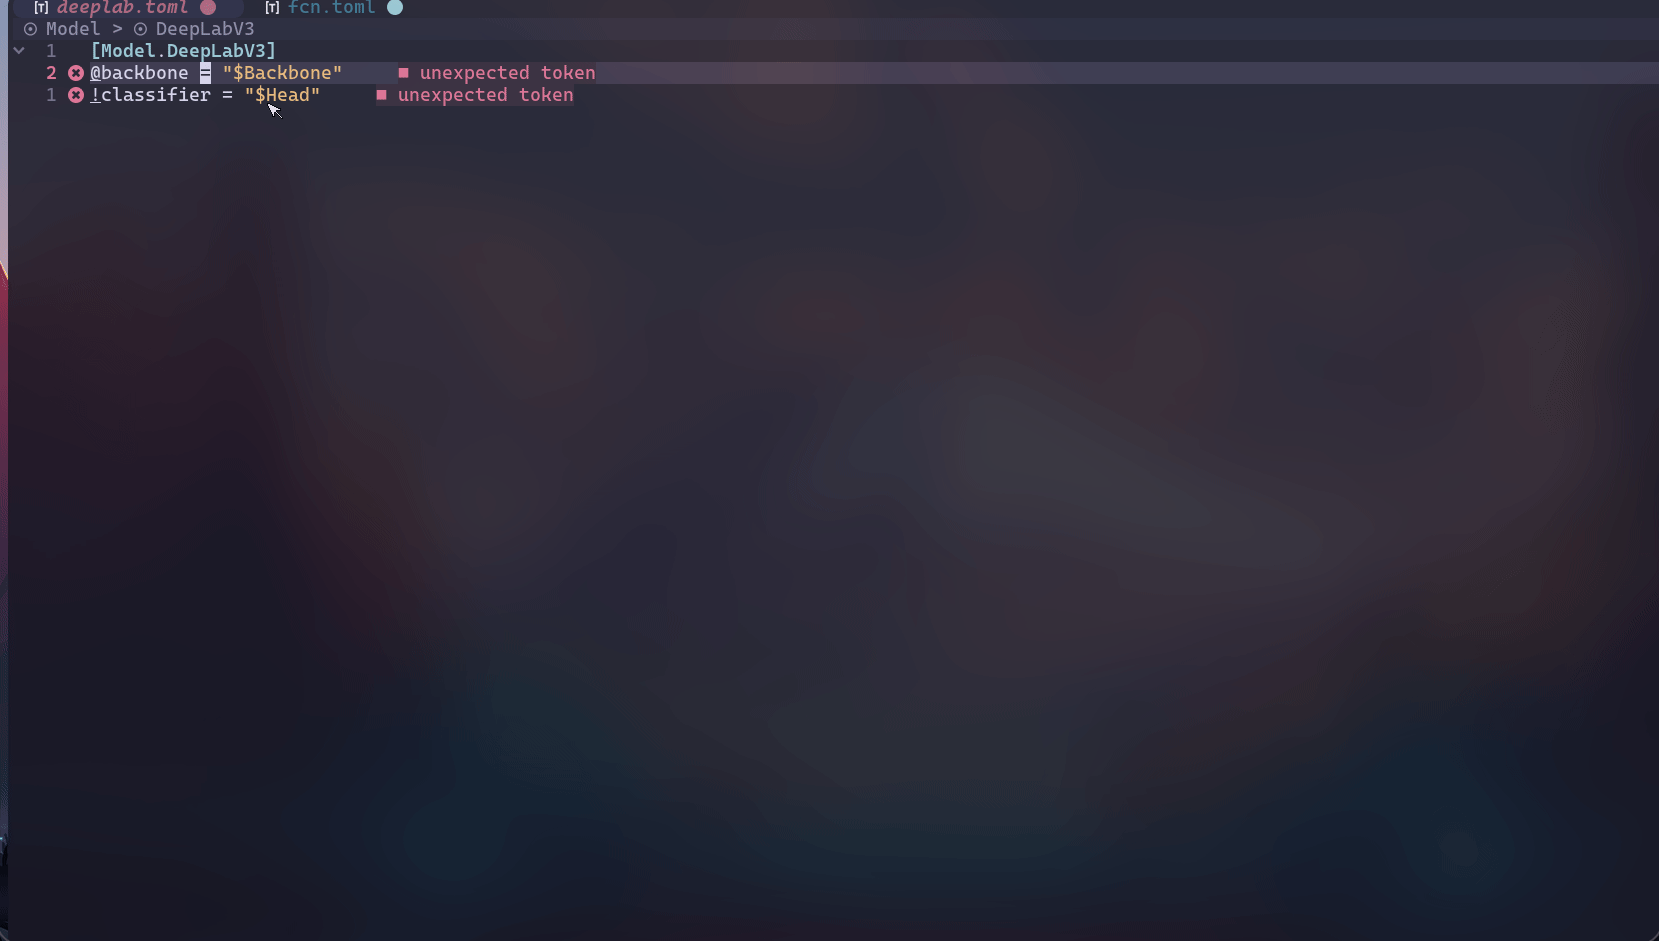 [T] deeplab.toml [T] fcn.toml
Model > DeepLabV3
1 [Model.DeepLabV3]
2 @backbone = "$Backbone" ■ unexpected token
1 !classifier = "$Head" ■ unexpected token